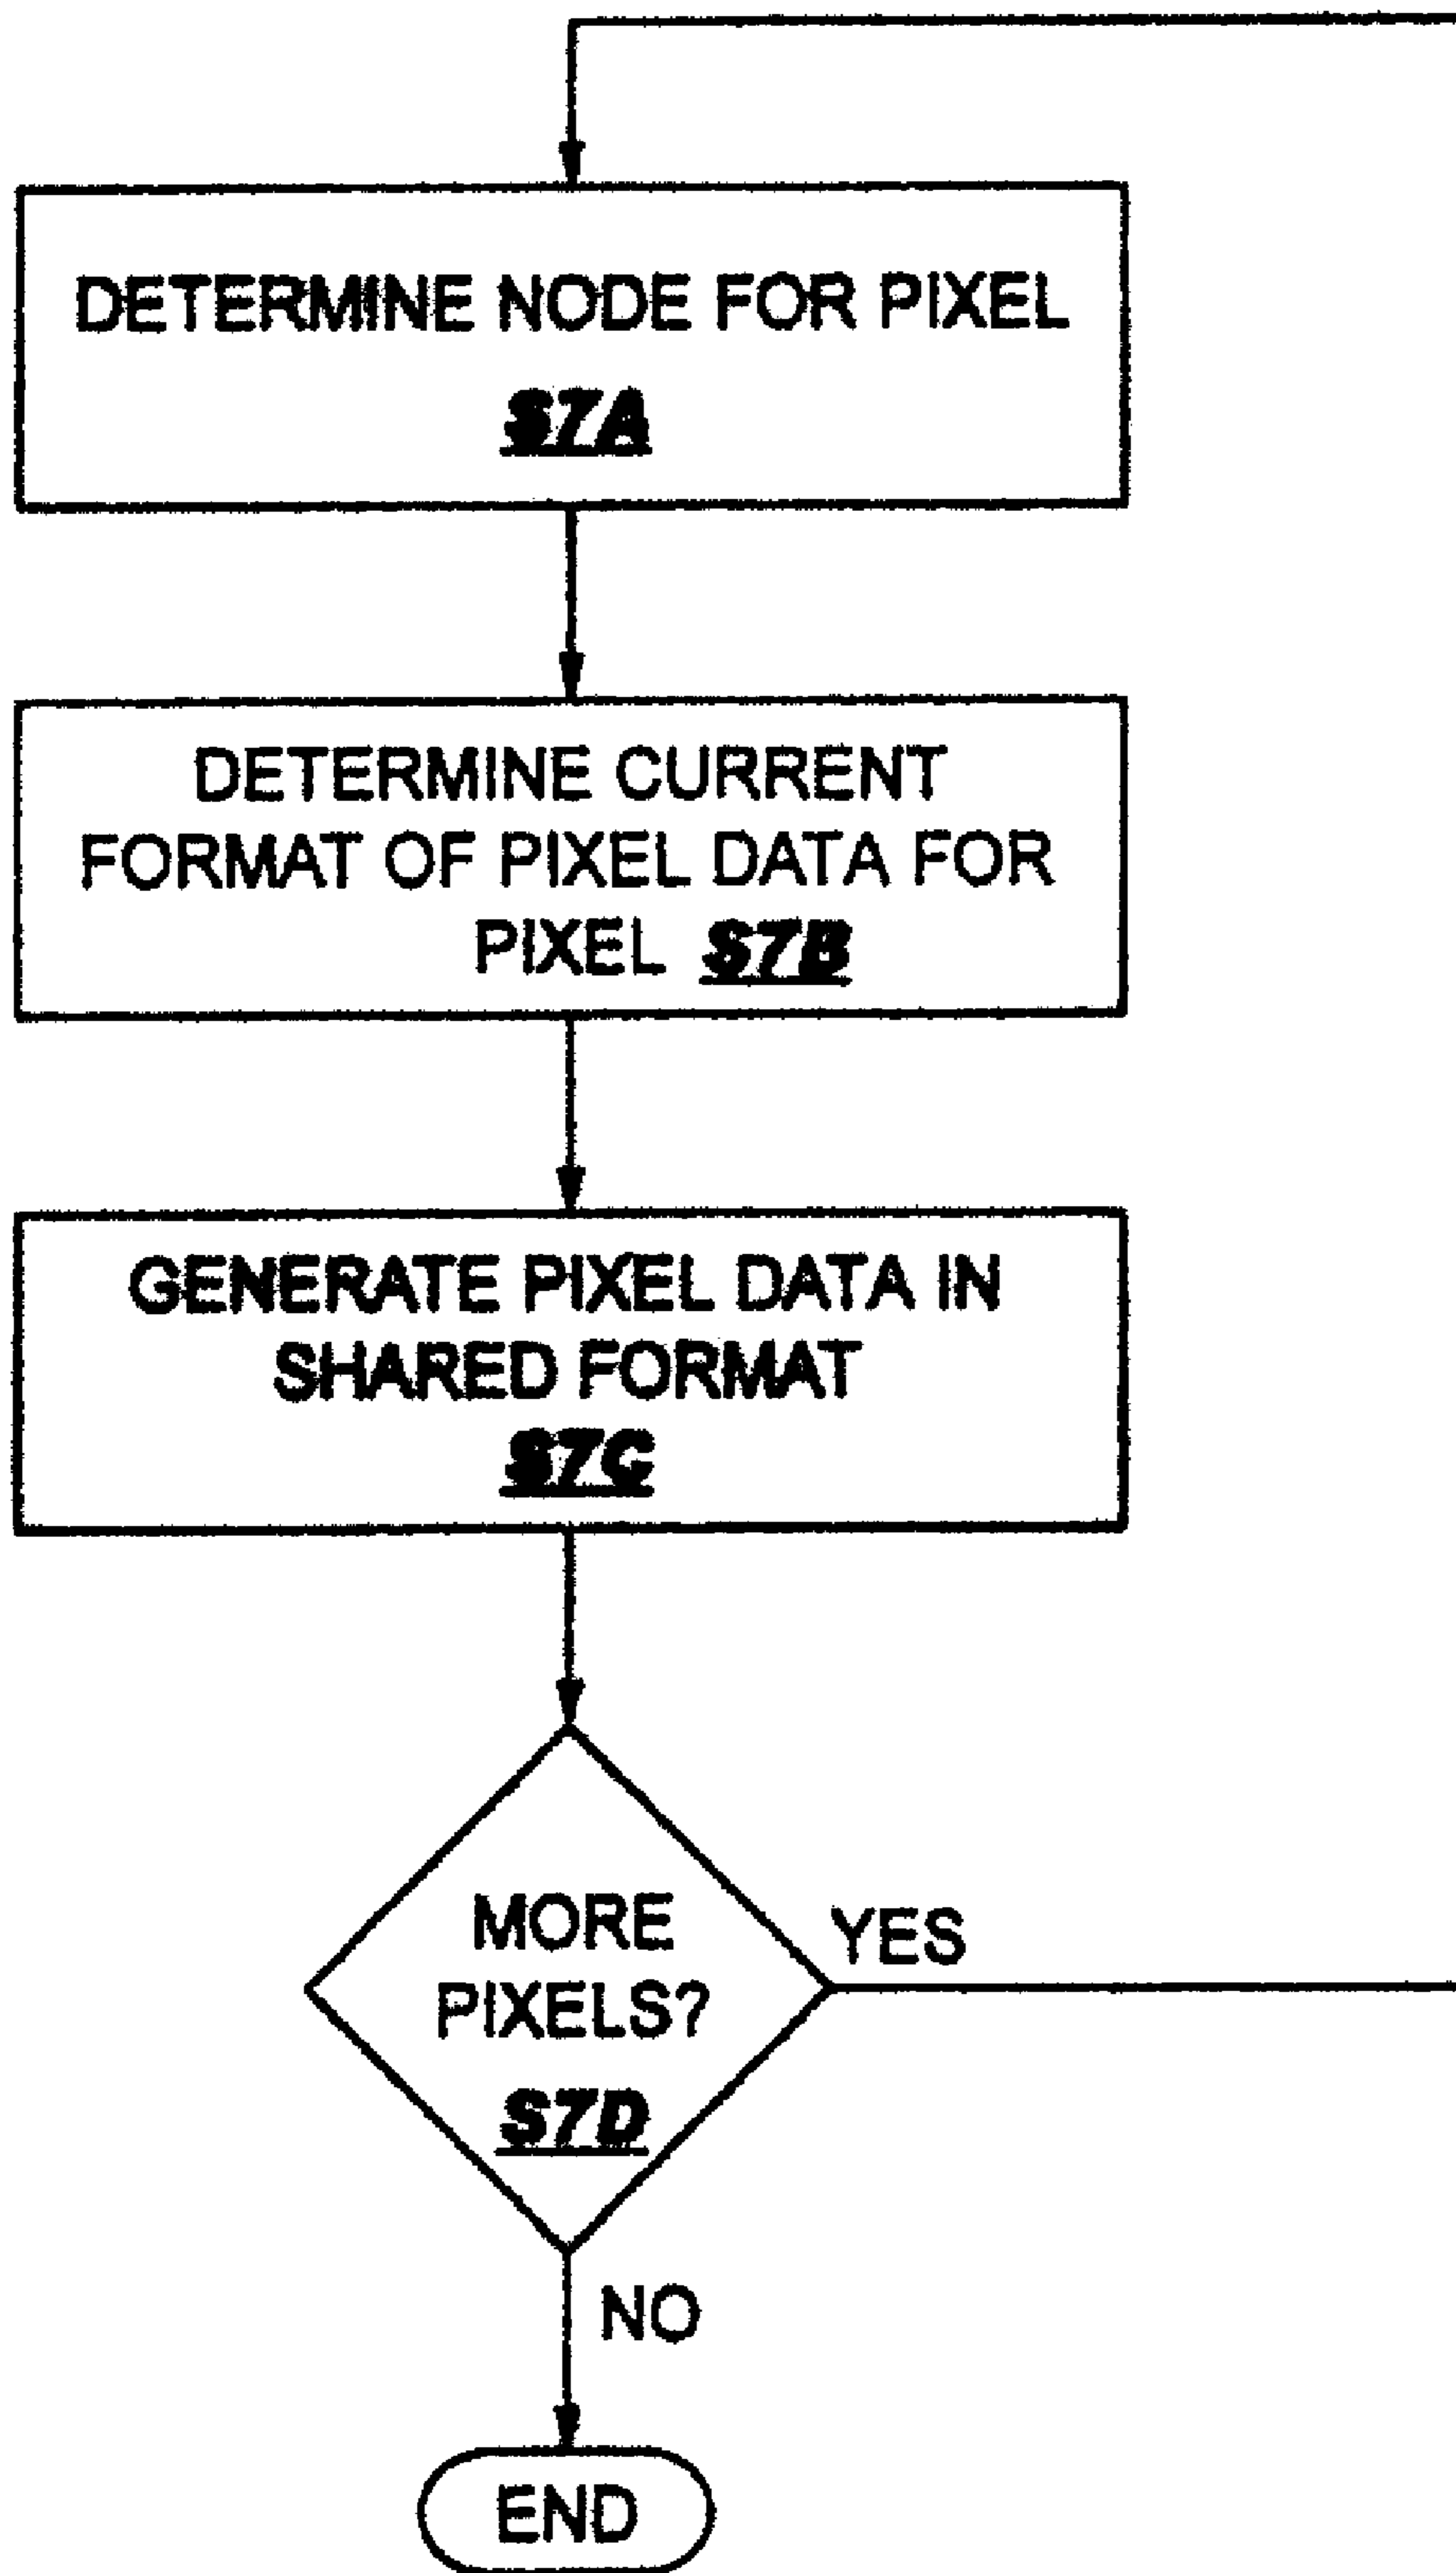 DETERMINE NODE FOR PIXEL
S7A
DETERMINE CURRENT
FORMAT OF PIXEL DATA FOR
PIXEL S7B
GENERATE PIXEL DATA IN
SHARED FORMAT
S7C
MORE
PIXELS?
S7D
YES
NO
END